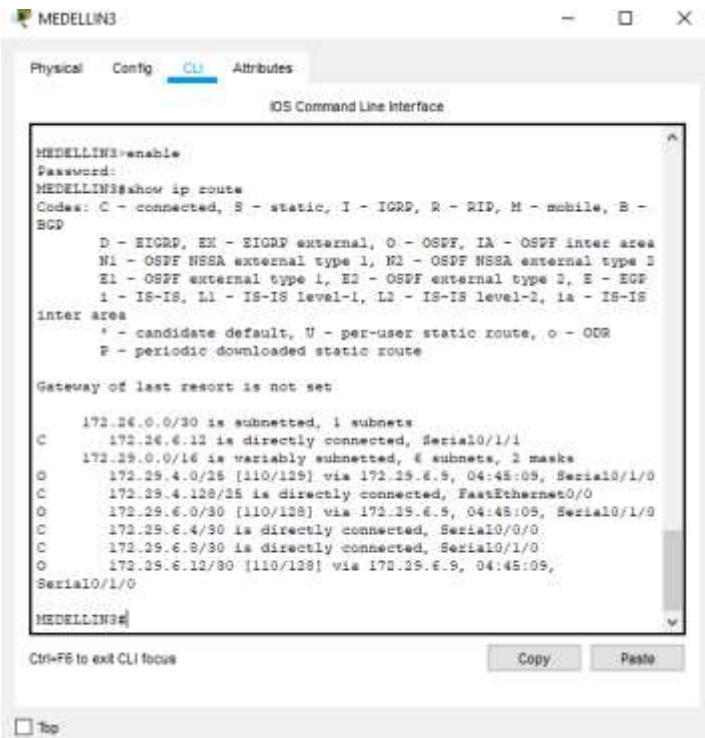 MEDELLIN3
Physical Config CLI Attributes
IOS Command Line Interface
MEDELLIN3>enable
Password:
MEDELLIN3#show ip route
Codes: C - connected, S - static, I - IGRP, R - RIP, M - mobile, B -
BGP
D - EIGRP, EX - EIGRP external, O - OSPF, IA - OSPF inter area
N1 - OSPF NSSA external type 1, N2 - OSPF NSSA external type 2
E1 - OSPF external type 1, E2 - OSPF external type 2, E - EGP
i - IS-IS, L1 - IS-IS level-1, L2 - IS-IS level-2, ia - IS-IS
inter area
* - candidate default, U - per-user static route, o - ODR
P - periodic downloaded static route
Gateway of last resort is not set
172.26.0.0/30 is subnetted, 1 subnets
C 172.26.6.12 is directly connected, Serial0/1/1
172.29.0.0/16 is variably subnetted, 6 subnets, 2 masks
O 172.29.4.0/25 [110/129] via 172.29.6.9, 04:45:09, Serial0/1/0
C 172.29.4.128/25 is directly connected, FastEthernet0/0
O 172.29.6.0/30 [110/128] via 172.29.6.9, 04:45:09, Serial0/1/0
C 172.29.6.4/30 is directly connected, Serial0/0/0
C 172.29.6.8/30 is directly connected, Serial0/1/0
O 172.29.6.12/30 [110/128] via 172.29.6.9, 04:45:09,
Serial0/1/0
MEDELLIN3#
Ctrl+F6 to exit CLI focus
Copy Paste
Top